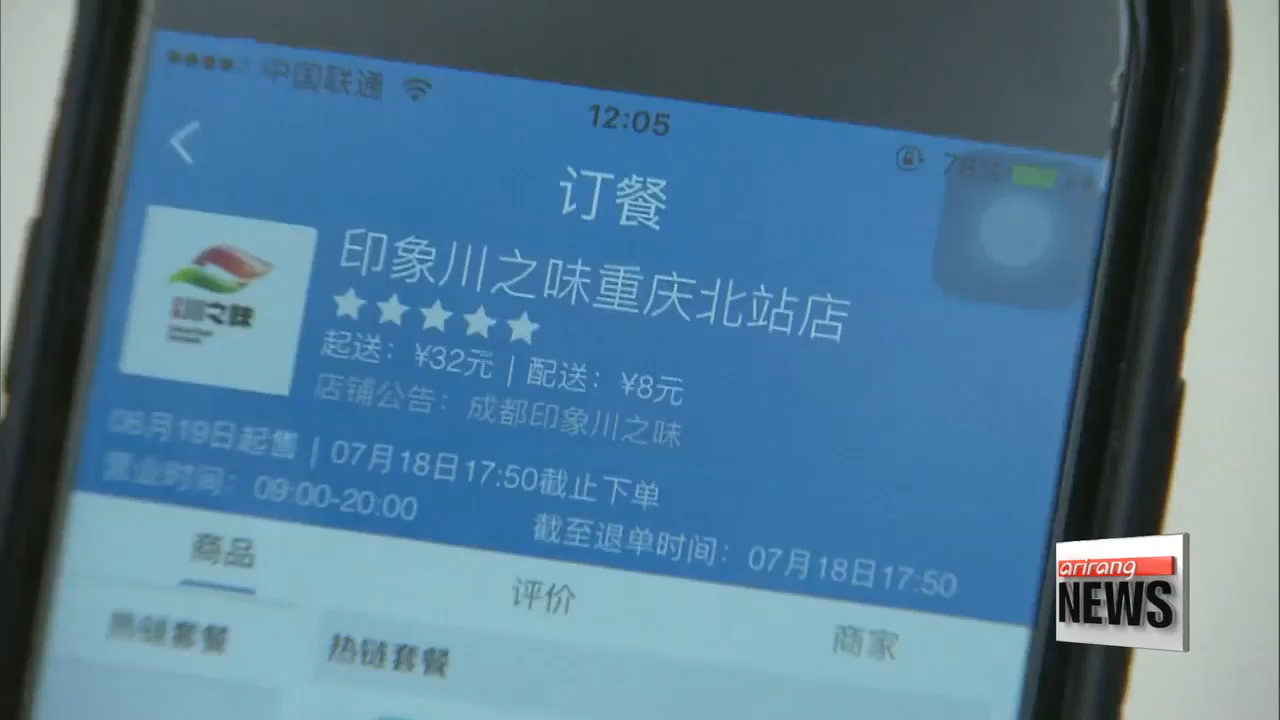 中国联通
12:05
78%
订餐
印象川之味重庆北站店
川之味
起送：¥32元 | 配送：¥8元
店铺公告：成都印象川之味
06月19日起售 | 07月18日17:50截止下单
营业时间：09:00-20:00
截至退单时间：07月18日17:50
商品
评价
商家
热链套餐
热链套餐
arirang
NEWS